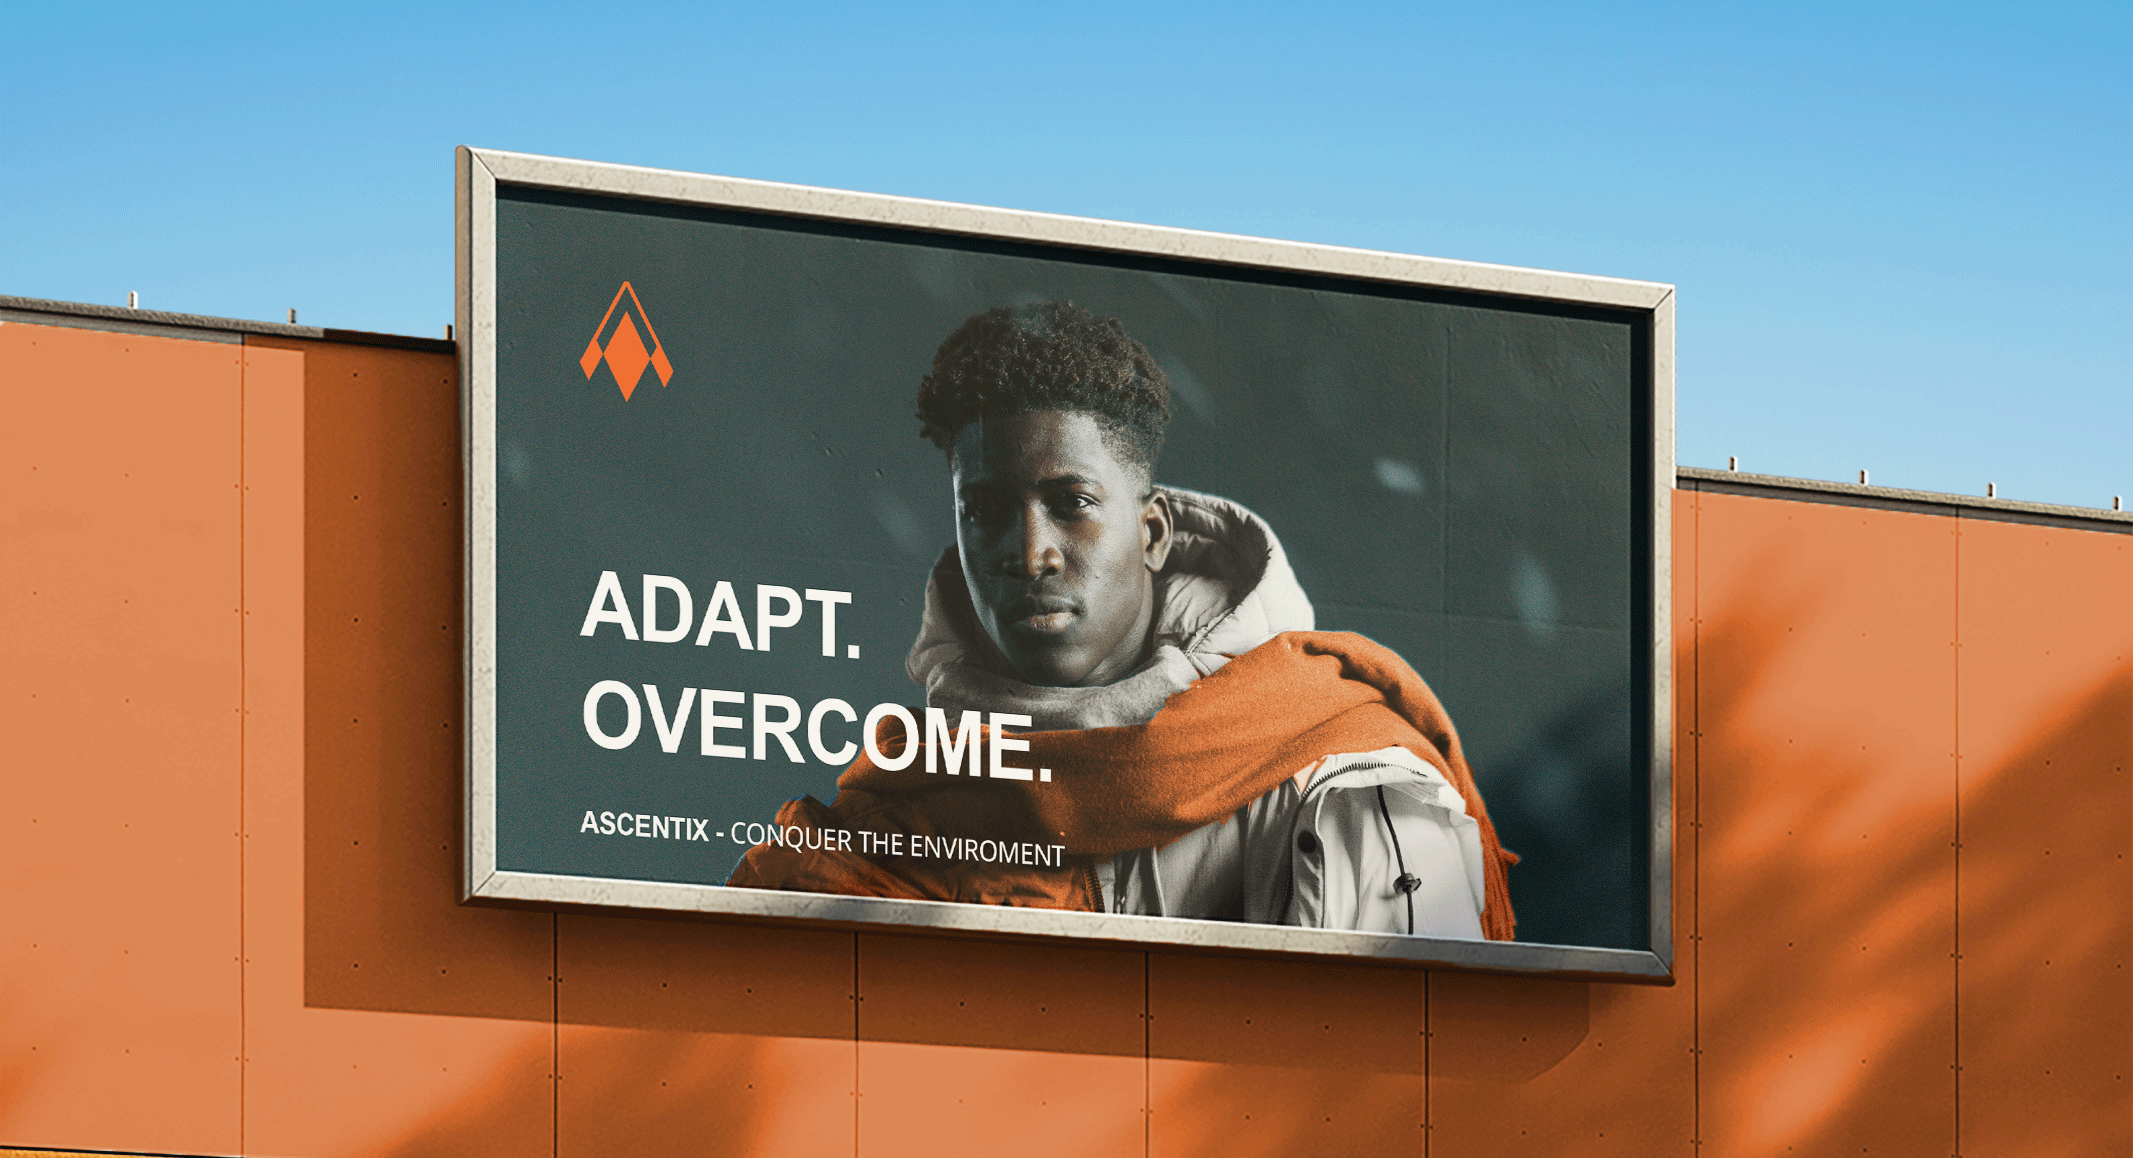 ADAPT.
OVERCOME.
ASCENTIX - CONQUER THE ENVIROMENT